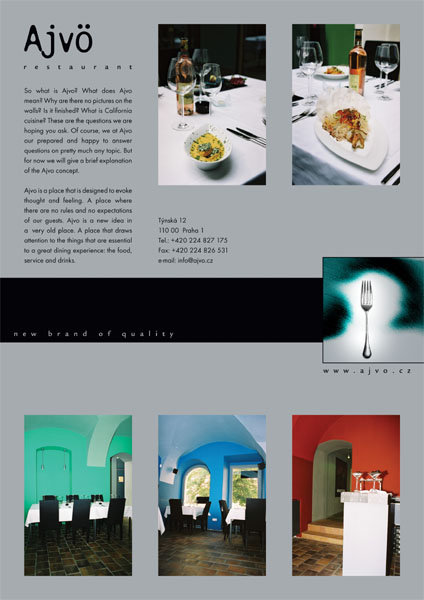 Ajvö
restaurant
So what is Ajvo? What does Ajvo
mean? Why are there no pictures on the
walls? Is it finished? What is California
cuisine? These are the questions we are
hoping you ask. Of course, we at Ajvo
our prepared and happy to answer
questions on pretty much any topic. But
for now we will give a brief explanation
of the Ajvo concept.
Ajvo is a place that is designed to evoke
thought and feeling. A place where
there are no rules and no expectations
of our guests. Ajvo is a new idea in
a very old place. A place that draws
attention to the things that are essential
to a great dining experience: the food,
service and drinks.
Týnská 12
110 00 Praha 1
Tel.: +420 224 827 175
Fax: +420 224 826 531
e-mail: info@ajvo.cz
new brand of quality
www.ajvo.cz